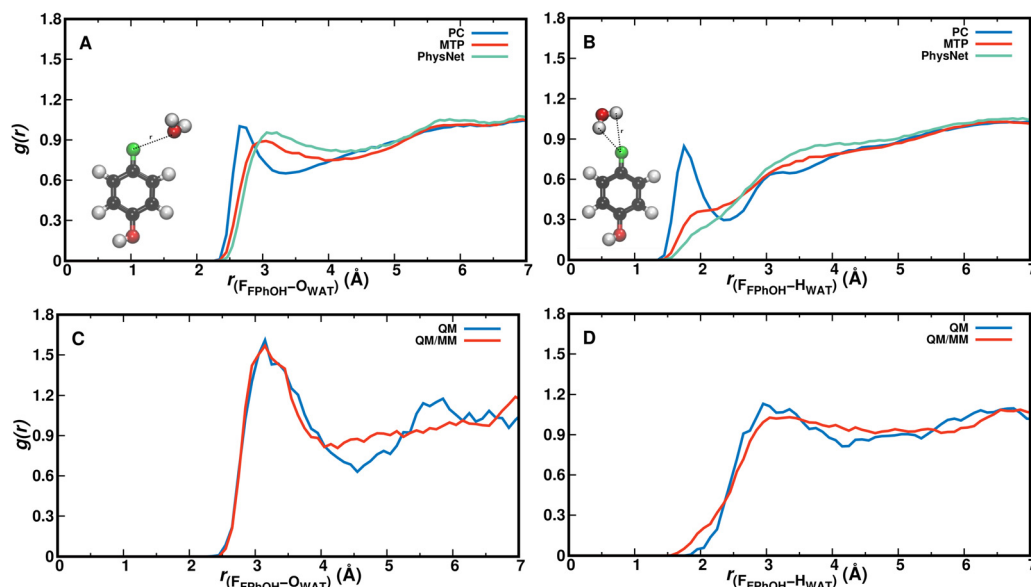 A
PC
MTP
PhysNet
1.8
1.5
1.2
0.9
0.6
0.3
0
g(r)
r
0 1 2 3 4 5 6 7
r(FFPhOH−OWAT) (Å)
B
PC
MTP
PhysNet
1.8
1.5
1.2
0.9
0.6
0.3
0
r
0 1 2 3 4 5 6 7
r(FFPhOH−HWAT) (Å)
C
QM
QM/MM
1.8
1.5
1.2
0.9
0.6
0.3
0
g(r)
0 1 2 3 4 5 6 7
r(FFPhOH−OWAT) (Å)
D
QM
QM/MM
1.8
1.5
1.2
0.9
0.6
0.3
0
0 1 2 3 4 5 6 7
r(FFPhOH−HWAT) (Å)